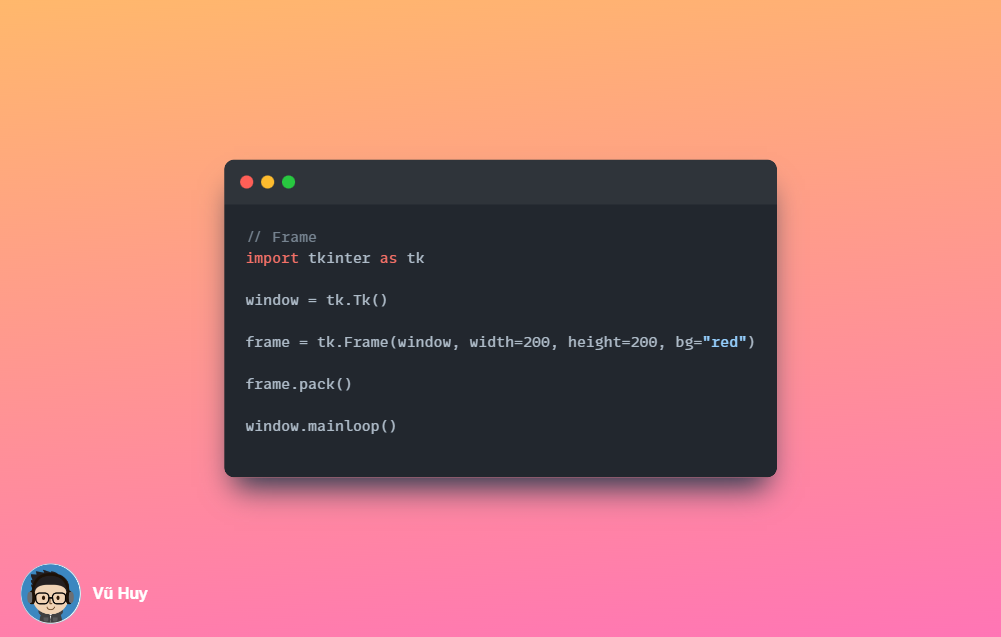 // Frame
import tkinter as tk
window = tk.Tk()
frame = tk.Frame(window, width=200, height=200, bg="red")
frame.pack()
window.mainloop()
Vũ Huy